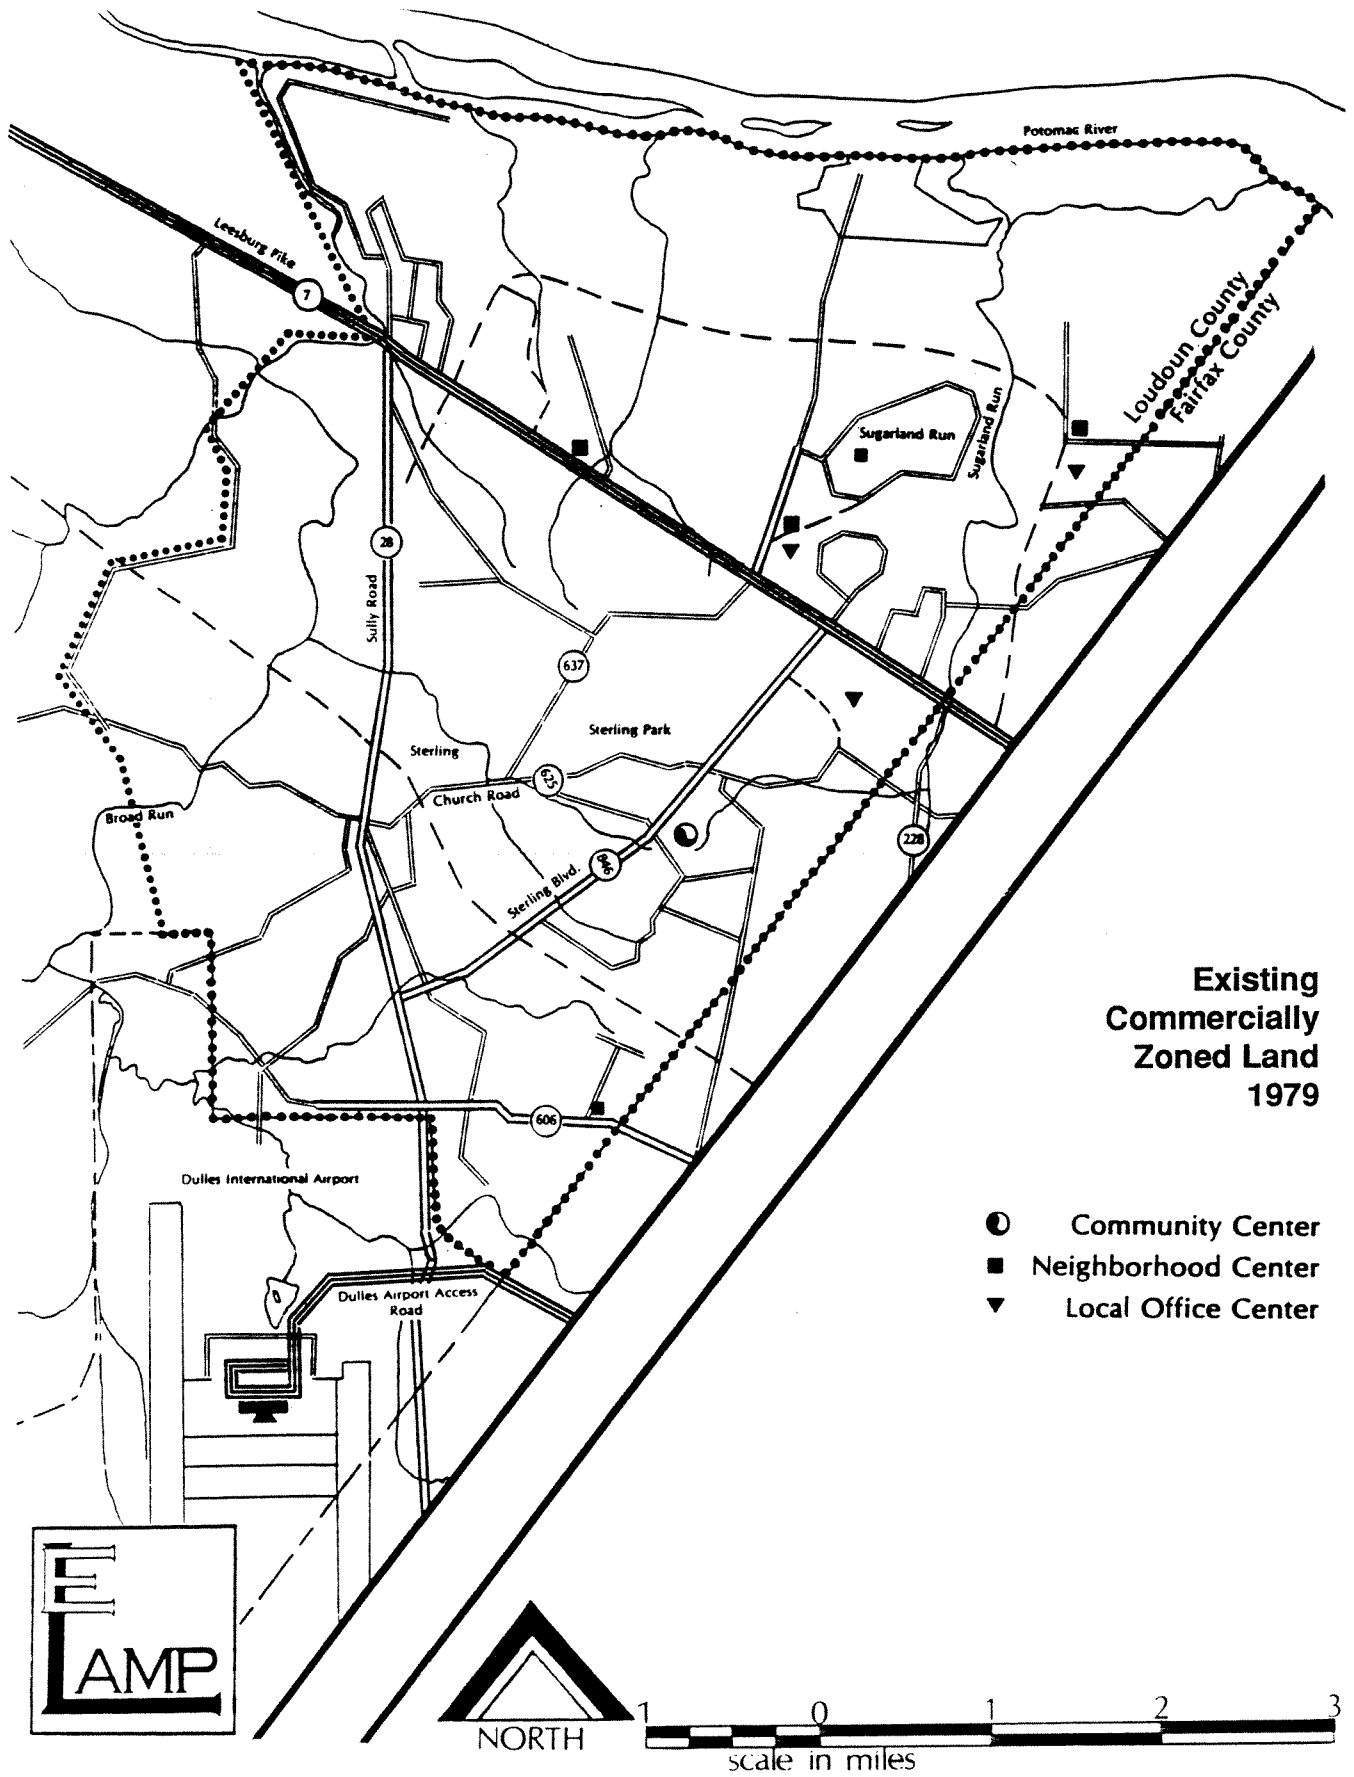 Potomac River
Leesburg Pike
7
Loudoun County
Fairfax County
Sugarland Run
Sugarland Run
28
Sully Road
637
Sterling Park
Sterling
625
Church Road
Broad Run
228
846
Sterling Blvd.
Existing
Commercially
Zoned Land
1979
606
Dulles International Airport
Community Center
Neighborhood Center
Local Office Center
Dulles Airport Access
Road
E
LAMP
NORTH
1 0 1 2 3
scale in miles